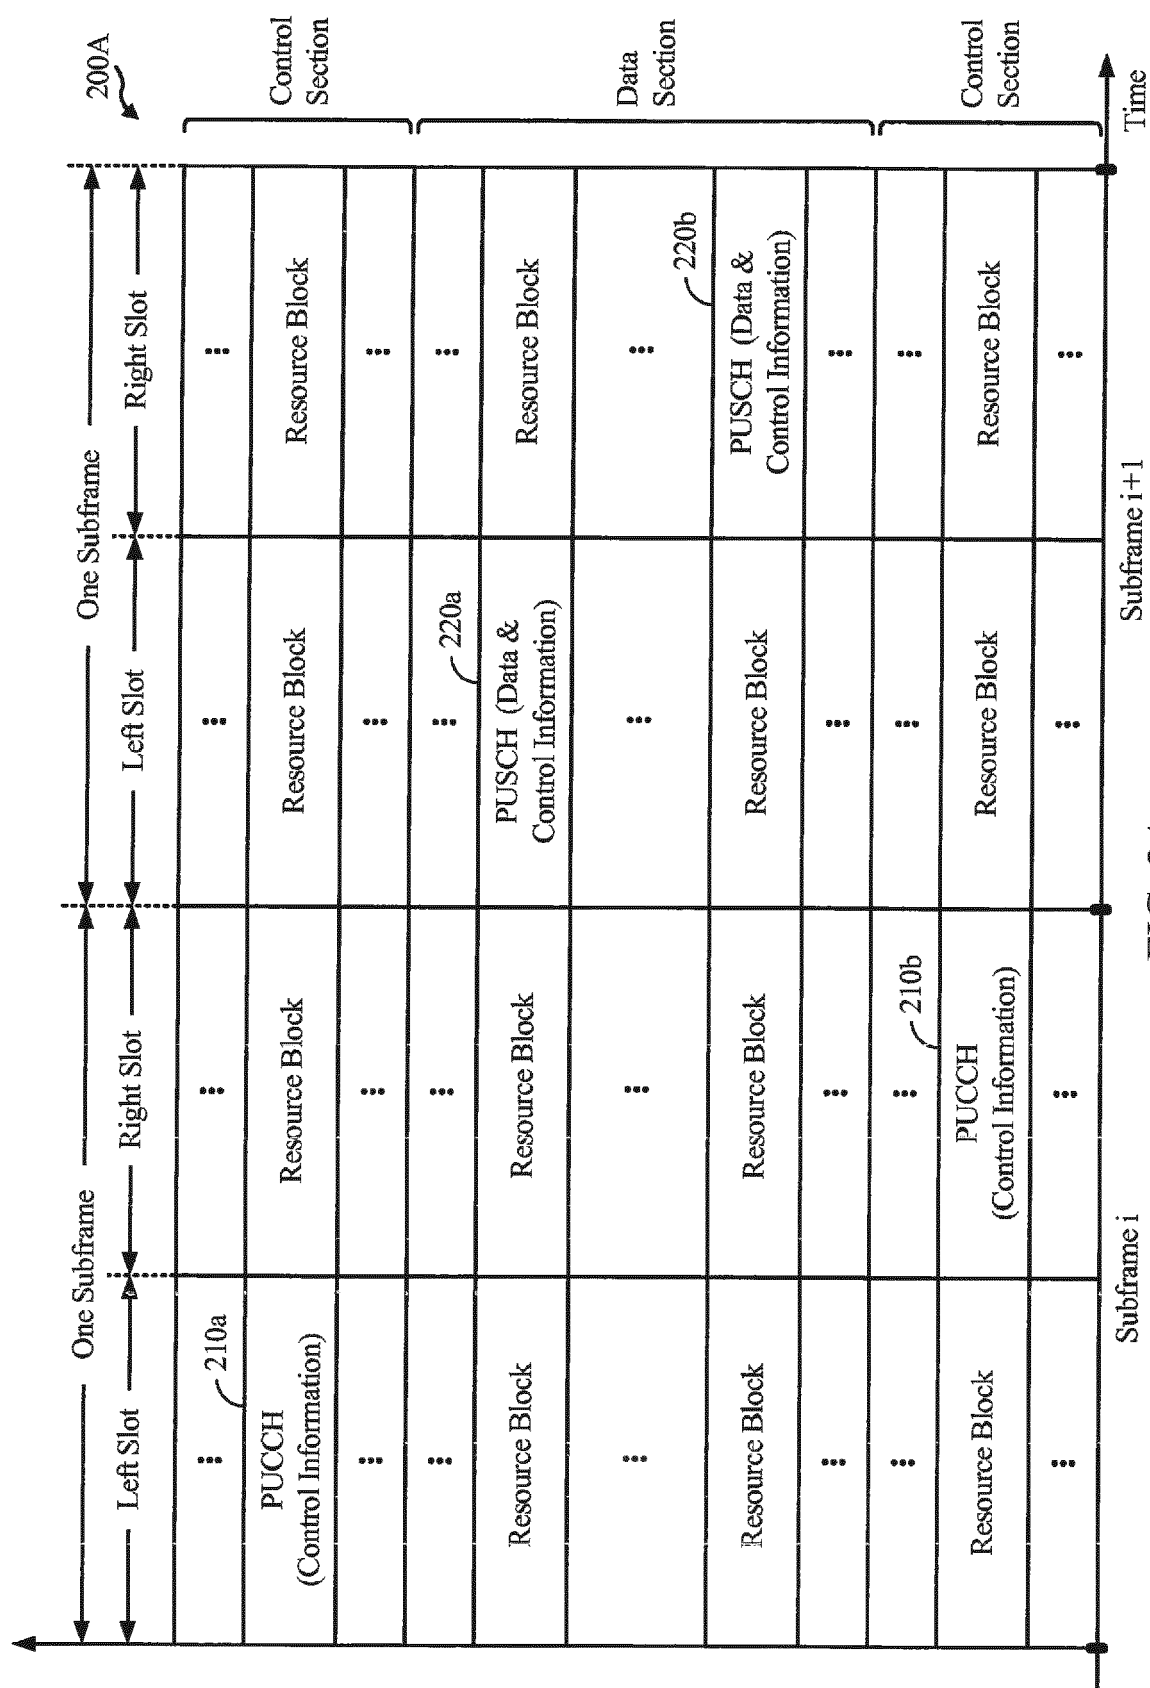 200A
One Subframe
One Subframe
Left Slot
Right Slot
Left Slot
Right Slot
...
...
...
...
210a
PUCCH
(Control Information)
Resource Block
Resource Block
Resource Block
Control
Section
...
...
...
...
...
...
...
...
220a
Resource Block
Resource Block
PUSCH (Data &
Control Information)
Resource Block
Data
Section
...
...
...
...
220b
Resource Block
Resource Block
Resource Block
PUSCH (Data &
Control Information)
...
...
...
...
...
...
...
...
210b
Resource Block
PUCCH
(Control Information)
Resource Block
Resource Block
Control
Section
...
...
...
...
Time
Subframe i
Subframe i+1